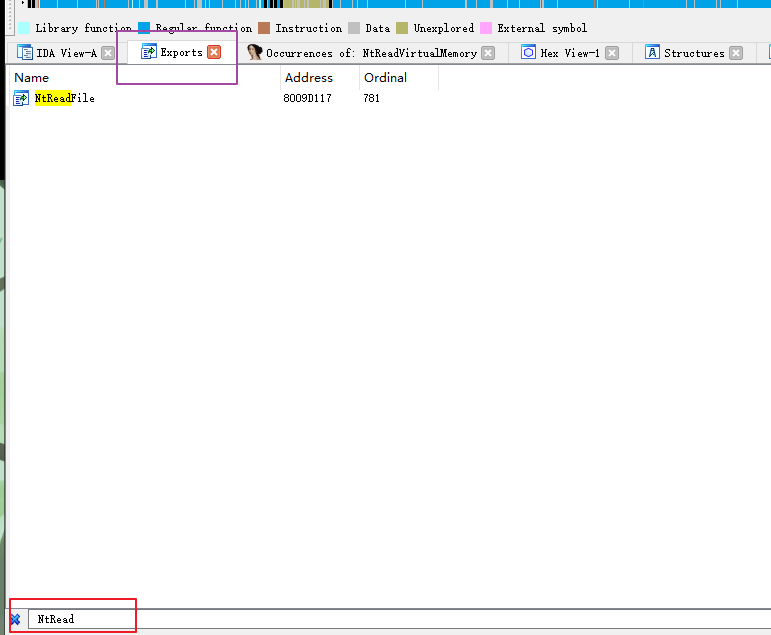 Library function Regular function Instruction Data Unexplored External symbol
IDA View-A Exports Occurrences of: NtReadVirtualMemory Hex View-1 Structures
Name Address Ordinal
NtReadFile 8009D117 781
NtRead